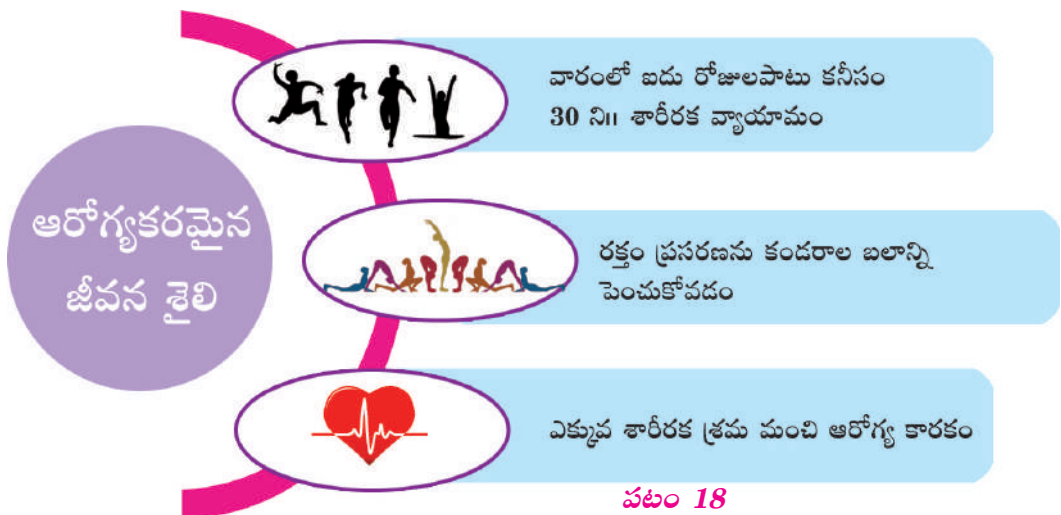 వారంలో ఐదు రోజులపాటు కనీసం
30 ని॥ శారీరక వ్యాయామం
ఆరోగ్యకరమైన
జీవన శైలి
రక్తం ప్రసరణను కండరాల బలాన్ని
పెంచుకోవడం
ఎక్కువ శారీరక శ్రమ మంచి ఆరోగ్య కారకం
పటం 18